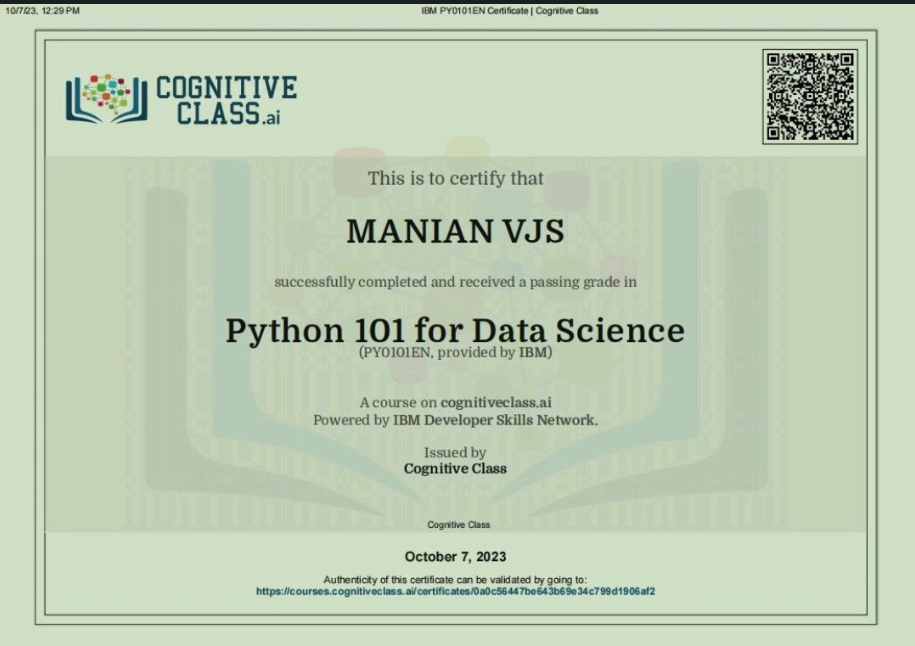 10/7/23, 12:29 PM
IBM PY0101EN Certificate | Cognitive Class
COGNITIVE
CLASS.ai
This is to certify that
MANIAN VJS
successfully completed and received a passing grade in
Python 101 for Data Science
(PY0101EN, provided by IBM)
A course on cognitiveclass.ai
Powered by IBM Developer Skills Network.
Issued by
Cognitive Class
Cognitive Class
October 7, 2023
Authenticity of this certificate can be validated by going to:
https://courses.cognitiveclass.ai/certificates/0a0c56447be643b69e34c799d1906af2